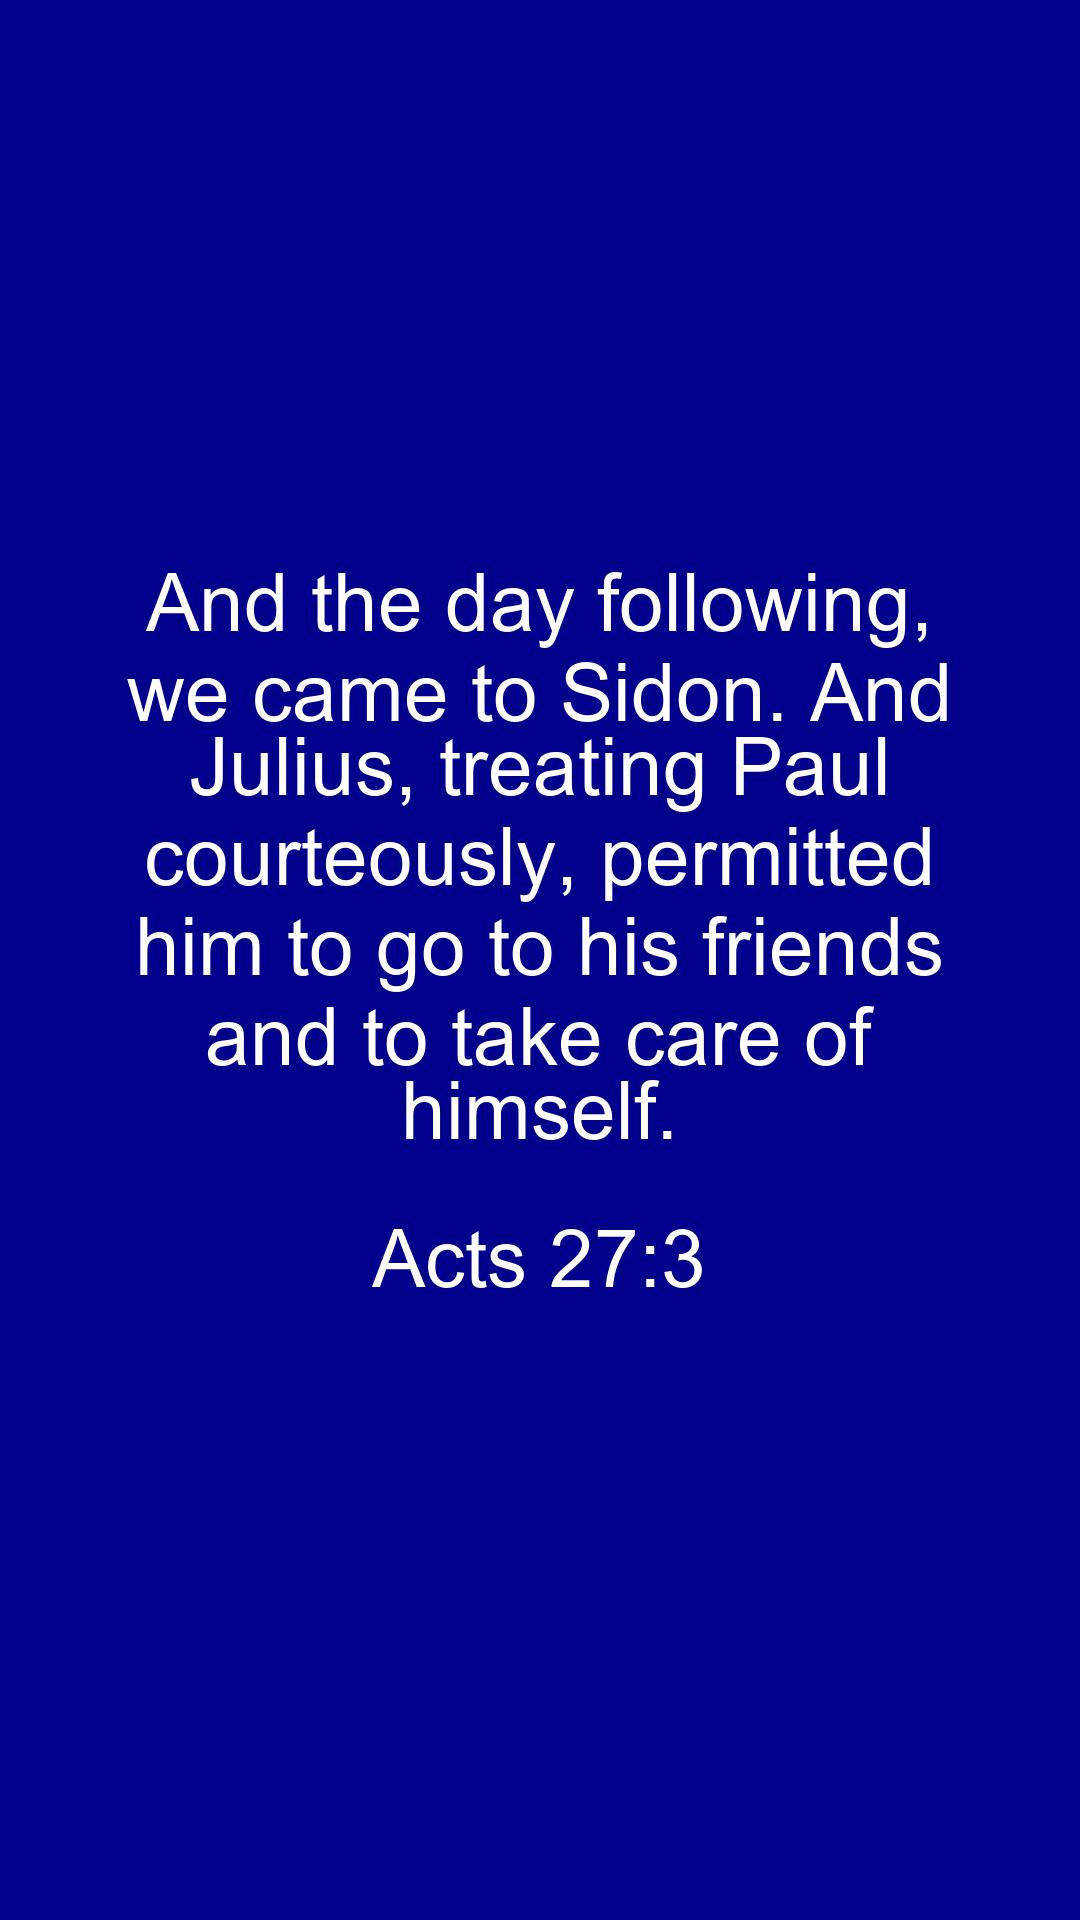 And the day following,
we came to Sidon. And
Julius, treating Paul
courteously, permitted
him to go to his friends
and to take care of
himself.
Acts 27:3